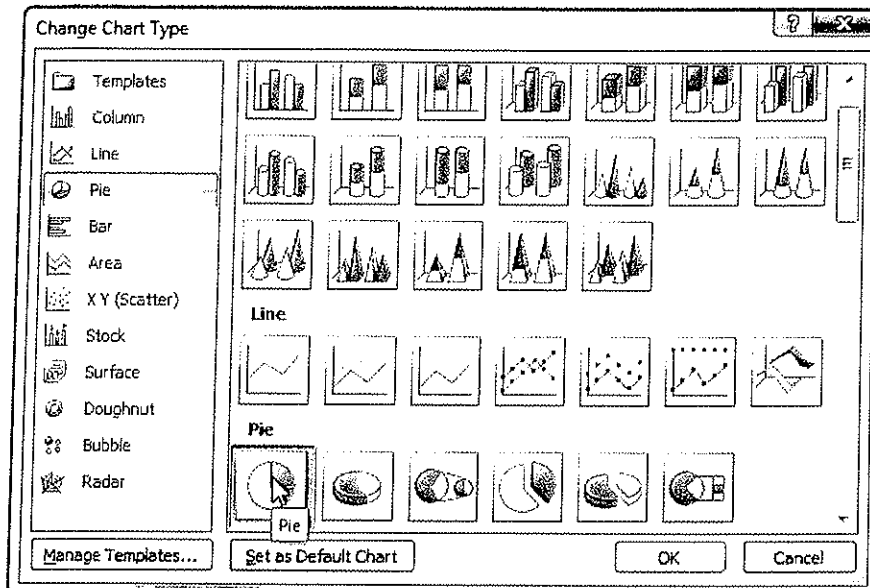 Change Chart Type
Templates
Column
Line
Pie
Bar
Area
X Y (Scatter)
Stock
Surface
Doughnut
Bubble
Radar
Line
Pie
Pie
Manage Templates...
Set as Default Chart
OK
Cancel